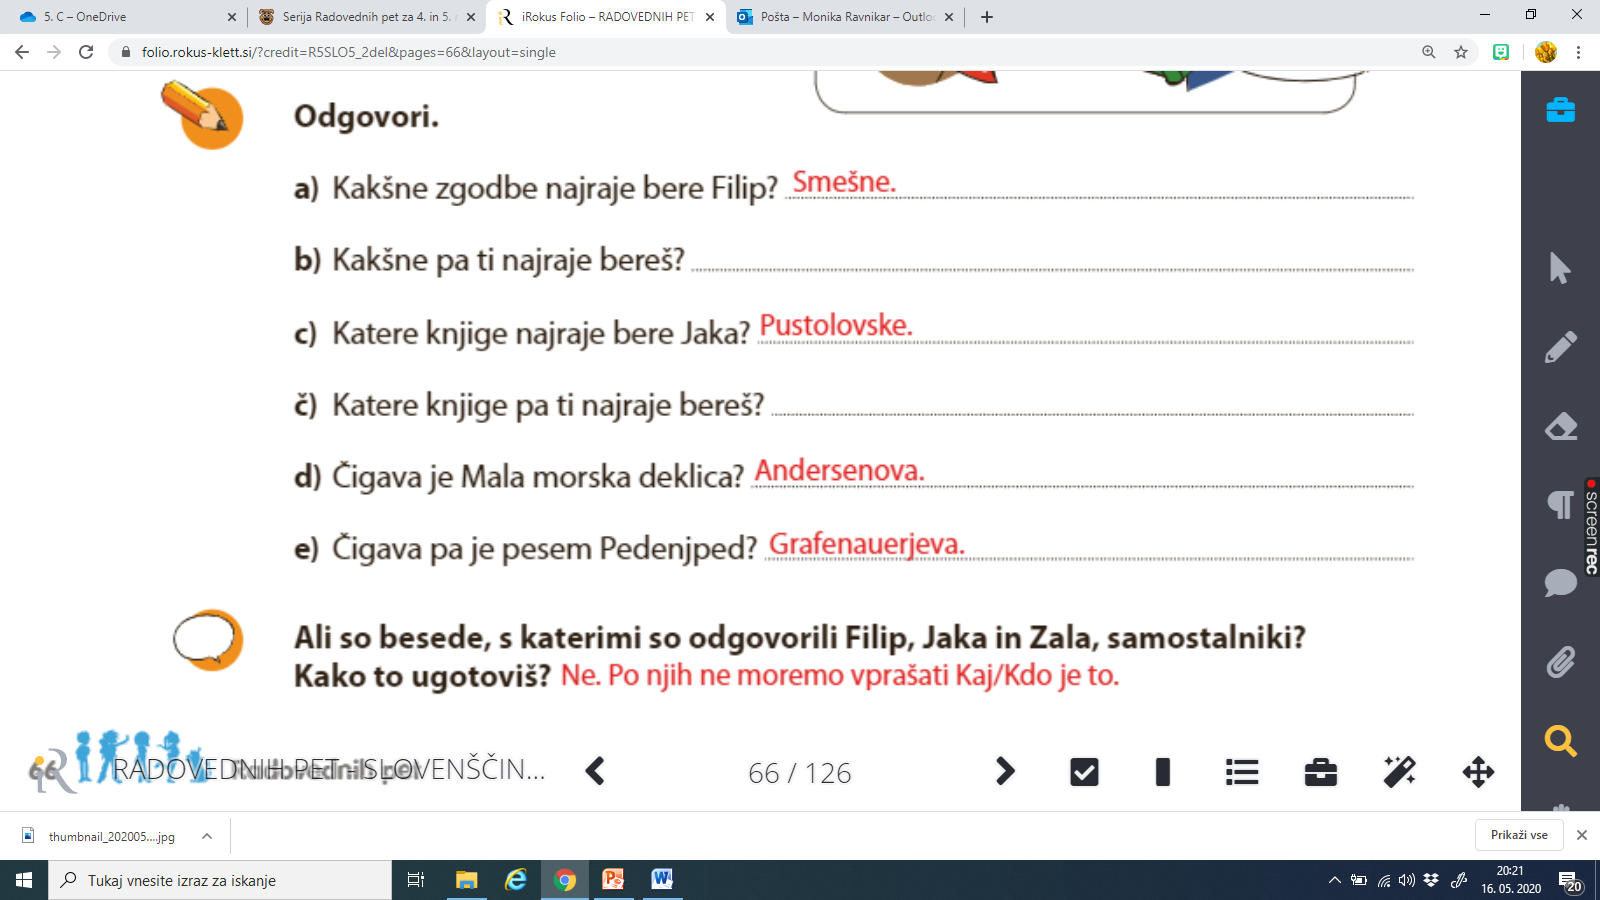 5. C – OneDrive
Serija Radovednih pet za 4. in 5.
iRokus Folio – RADOVEDNIH PET
Pošta – Monika Ravnikar – Outlo
folio.rokus-klett.si/?credit=R5SLO5_2del&pages=66&layout=single
Odgovori.
a) Kakšne zgodbe najraje bere Filip? Smešne.
b) Kakšne pa ti najraje bereš?
c) Katere knjige najraje bere Jaka? Pustolovske.
č) Katere knjige pa ti najraje bereš?
d) Čigava je Mala morska deklica? Andersenova.
e) Čigava pa je pesem Pedenjped? Grafenauerjeva.
Ali so besede, s katerimi so odgovorili Filip, Jaka in Zala, samostalniki?
Kako to ugotoviš? Ne. Po njih ne moremo vprašati Kaj/Kdo je to.
screenrec
iR
RADOVEDNIH PET - SLOVENŠČIN...
66 / 126
thumbnail_202005....jpg
Prikaži vse
Tukaj vnesite izraz za iskanje
20:21
16. 05. 2020
20